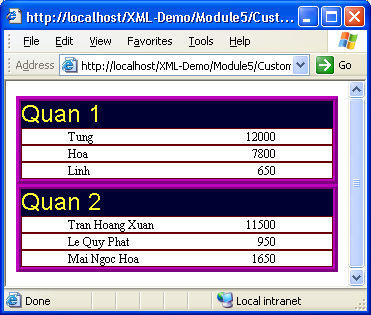 http://localhost/XML-Demo/Module5/Cust...
File Edit View Favorites Tools Help
Address http://localhost/XML-Demo/Module5/Custom Go
Quan 1
Tung 12000
Hoa 7800
Linh 650
Quan 2
Tran Hoang Xuan 11500
Le Quy Phat 950
Mai Ngoc Hoa 1650
Done Local intranet